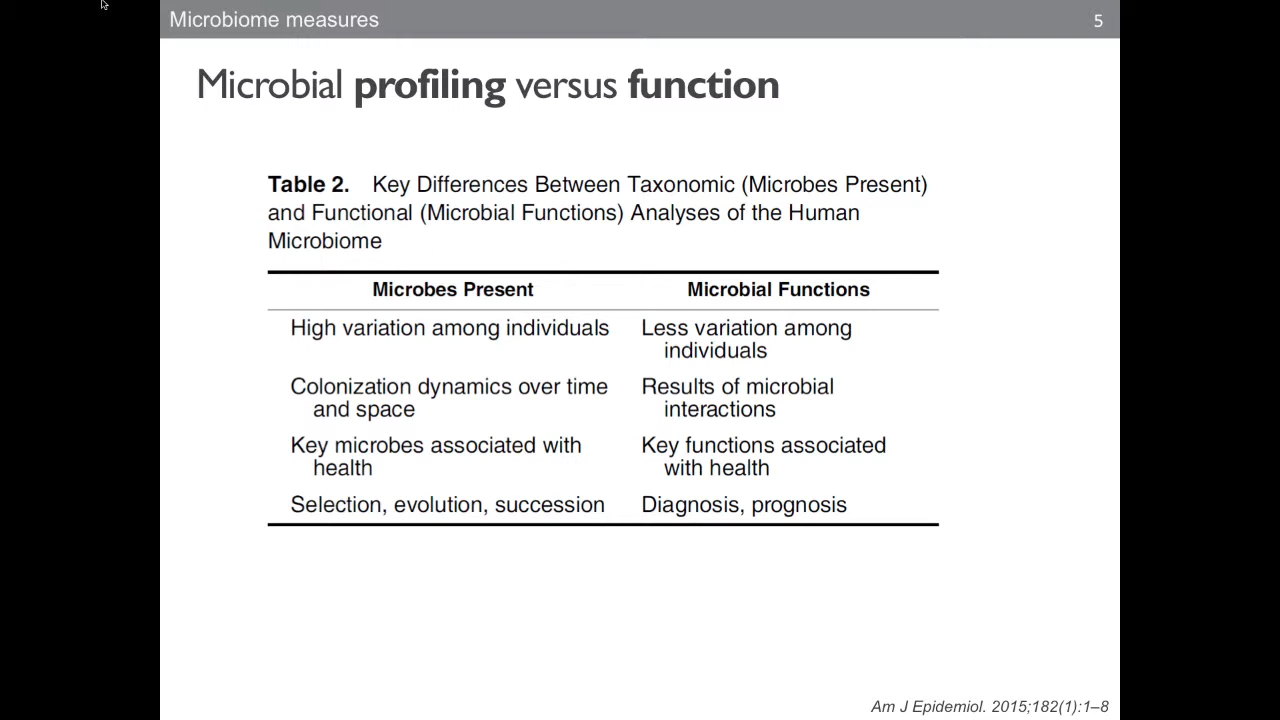 Microbiome measures 5
Microbial profiling versus function
Table 2. Key Differences Between Taxonomic (Microbes Present)
and Functional (Microbial Functions) Analyses of the Human
Microbiome
Microbes Present Microbial Functions
High variation among individuals Less variation among
individuals
Colonization dynamics over time Results of microbial
and space interactions
Key microbes associated with Key functions associated
health with health
Selection, evolution, succession Diagnosis, prognosis
Am J Epidemiol. 2015;182(1):1–8